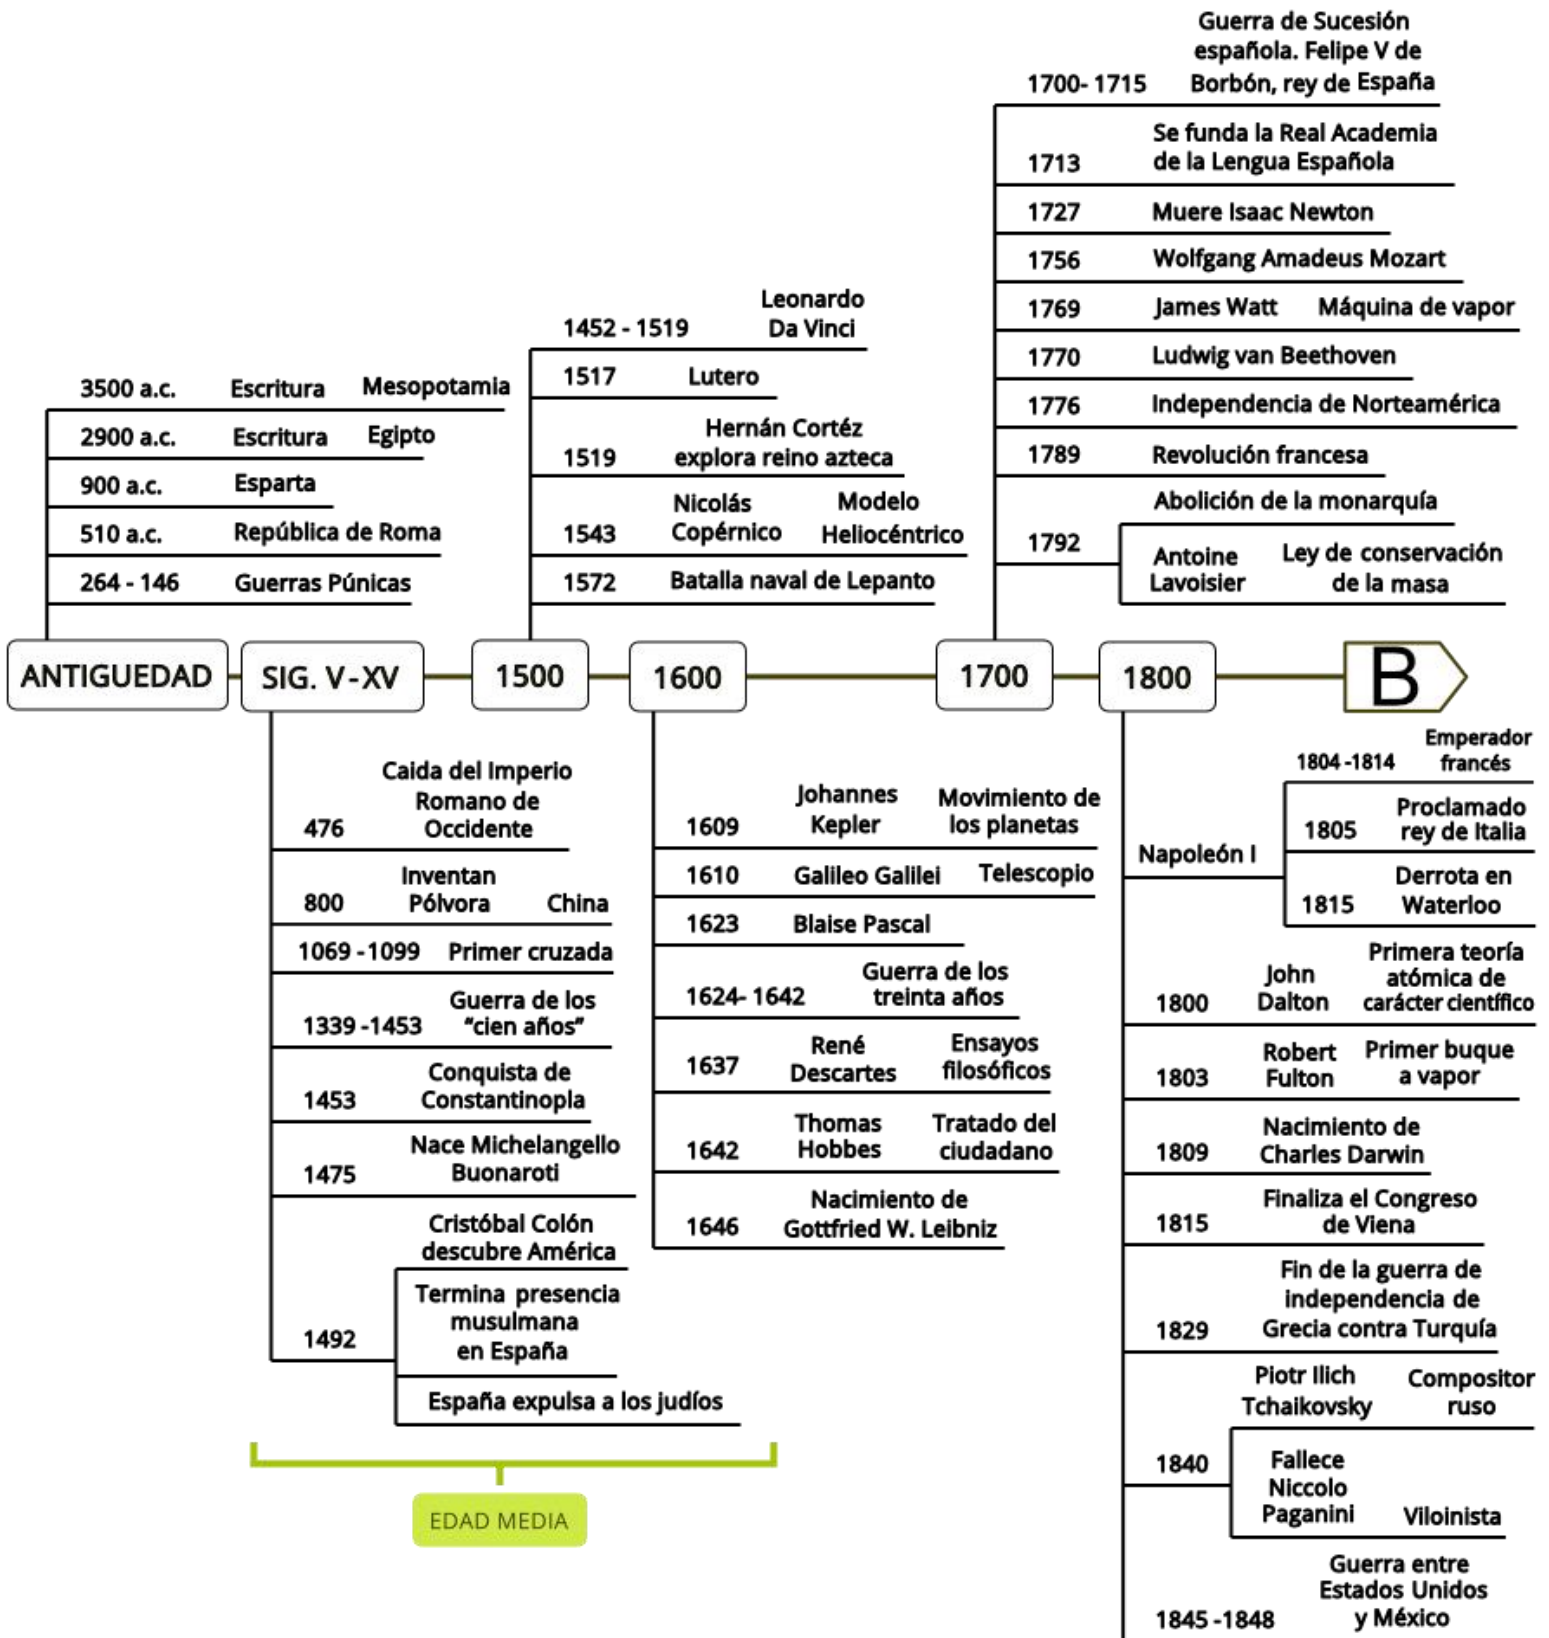 Guerra de Sucesión
española. Felipe V de
1700- 1715 Borbón, rey de España
Se funda la Real Academia
1713 de la Lengua Española
1727 Muere Isaac Newton
1756 Wolfgang Amadeus Mozart
1769 James Watt Máquina de vapor
1770 Ludwig van Beethoven
1776 Independencia de Norteamérica
1789 Revolución francesa
Abolición de la monarquía
1792
Antoine Ley de conservación
Lavoisier de la masa
Leonardo
1452 - 1519 Da Vinci
1517 Lutero
Hernán Cortéz
1519 explora reino azteca
Nicolás Modelo
1543 Copérnico Heliocéntrico
1572 Batalla naval de Lepanto
3500 a.c. Escritura Mesopotamia
2900 a.c. Escritura Egipto
900 a.c. Esparta
510 a.c. República de Roma
264 - 146 Guerras Púnicas
ANTIGUEDAD SIG. V-XV 1500 1600 1700 1800 B
Caida del Imperio
Romano de
476 Occidente
Inventan
800 Pólvora China
1069 -1099 Primer cruzada
Guerra de los
1339 -1453 “cien años”
Conquista de
1453 Constantinopla
Nace Michelangello
1475 Buonaroti
Cristóbal Colón
descubre América
Termina presencia
musulmana
1492 en España
España expulsa a los judíos
EDAD MEDIA
Johannes Movimiento de
1609 Kepler los planetas
1610 Galileo Galilei Telescopio
1623 Blaise Pascal
Guerra de los
1624- 1642 treinta años
René Ensayos
1637 Descartes filosóficos
Thomas Tratado del
1642 Hobbes ciudadano
Nacimiento de
1646 Gottfried W. Leibniz
Emperador
1804 -1814 francés
Proclamado
1805 rey de Italia
Napoleón I
Derrota en
1815 Waterloo
Primera teoría
John atómica de
1800 Dalton carácter científico
Robert Primer buque
1803 Fulton a vapor
Nacimiento de
1809 Charles Darwin
Finaliza el Congreso
1815 de Viena
Fin de la guerra de
independencia de
1829 Grecia contra Turquía
Piotr Ilich Compositor
Tchaikovsky ruso
1840 Fallece
Niccolo
Paganini Viloinista
Guerra entre
Estados Unidos
1845 -1848 y México